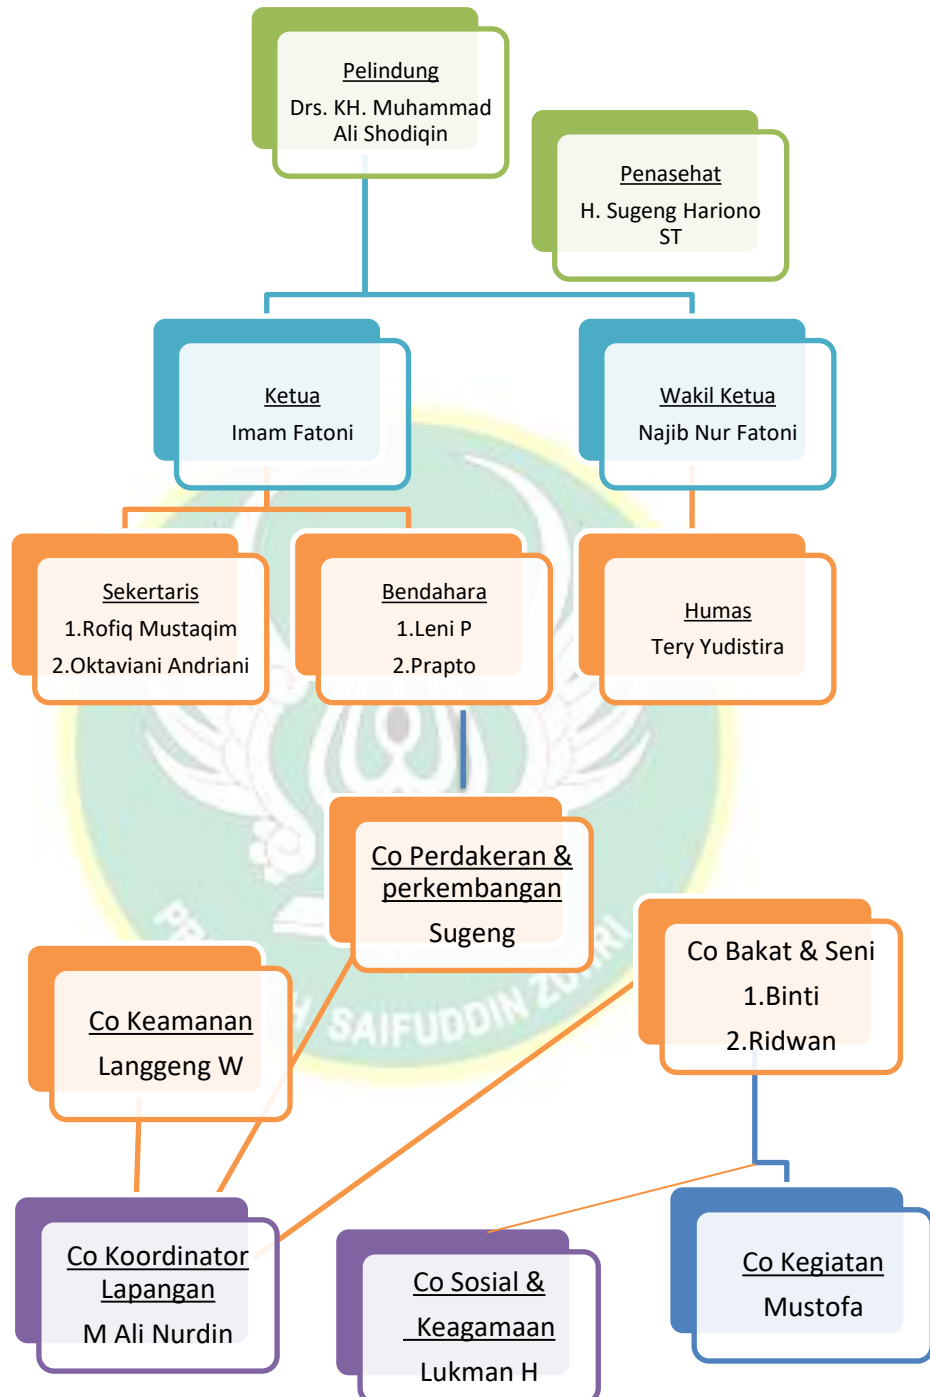 Pelindung
Drs. KH. Muhammad
Ali Shodiqin
Penasehat
H. Sugeng Hariono
ST
Ketua
Imam Fatoni
Wakil Ketua
Najib Nur Fatoni
Sekertaris
1.Rofiq Mustaqim
2.Oktaviani Andriani
Bendahara
1.Leni P
2.Prapto
Humas
Tery Yudistira
Co Perdakeran &
perkembangan
Sugeng
Co Bakat & Seni
1.Binti
2.Ridwan
Co Keamanan
Langgeng W
SAIFUDDIN
Co Koordinator
Lapangan
M Ali Nurdin
Co Sosial &
Keagamaan
Lukman H
Co Kegiatan
Mustofa